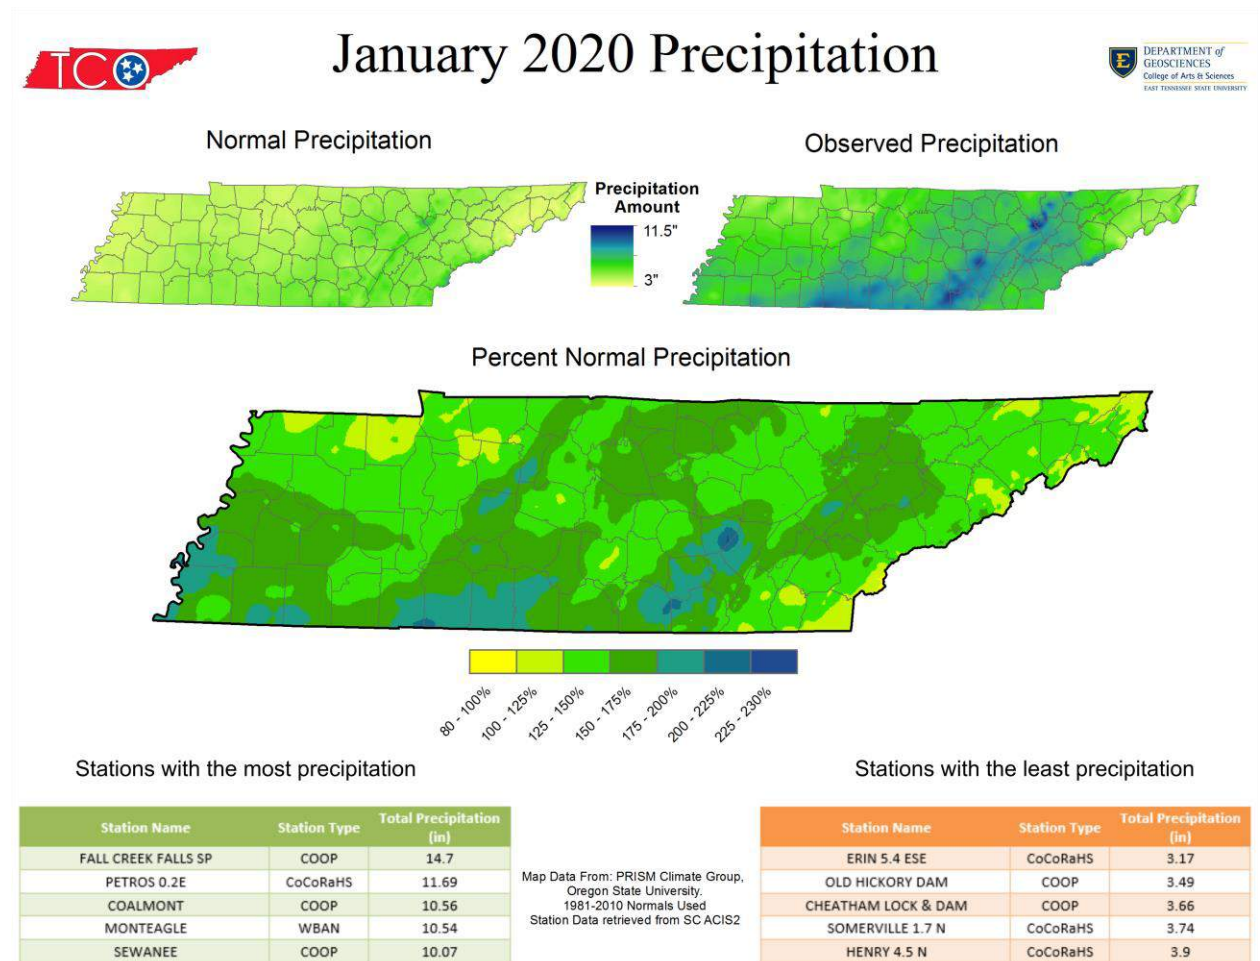 TCO
January 2020 Precipitation
E
DEPARTMENT of
GEOSCIENCES
College of Arts & Sciences
EAST TENNESSEE STATE UNIVERSITY
Normal Precipitation
Observed Precipitation
Precipitation
Amount
11.5"
3"
Percent Normal Precipitation
80 - 100%
100 - 125%
125 - 150%
150 - 175%
175 - 200%
200 - 225%
225 - 230%
Stations with the most precipitation
Station Name Station Type Total Precipitation (in)
FALL CREEK FALLS SP COOP 14.7
PETROS 0.2E CoCoRaHS 11.69
COALMONT COOP 10.56
MONTEAGLE WBAN 10.54
SEWANEE COOP 10.07
Map Data From: PRISM Climate Group,
Oregon State University.
1981-2010 Normals Used
Station Data retrieved from SC ACIS2
Stations with the least precipitation
Station Name Station Type Total Precipitation (in)
ERIN 5.4 ESE CoCoRaHS 3.17
OLD HICKORY DAM COOP 3.49
CHEATHAM LOCK & DAM COOP 3.66
SOMERVILLE 1.7 N CoCoRaHS 3.74
HENRY 4.5 N CoCoRaHS 3.9